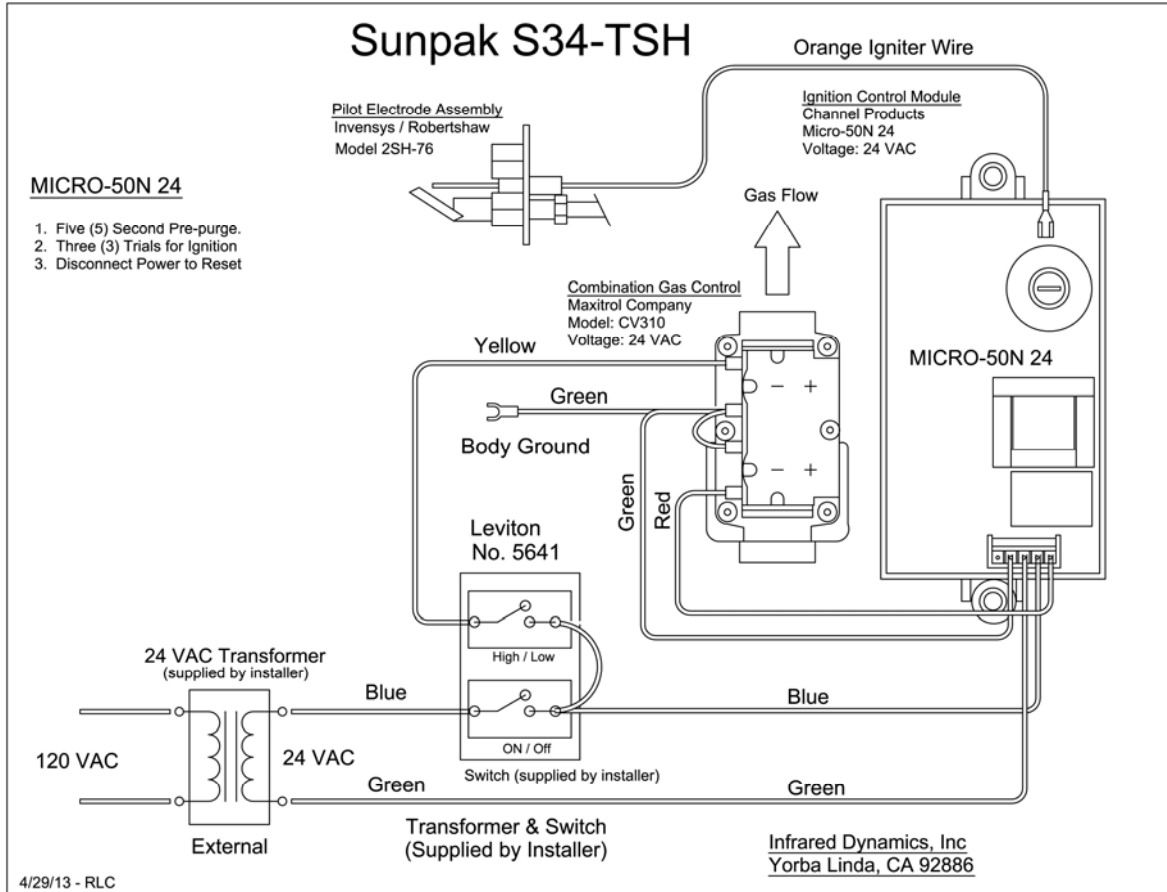 Sunpak S34-TSH
Orange Igniter Wire
Pilot Electrode Assembly
Invensys / Robertshaw
Model 2SH-76
Ignition Control Module
Channel Products
Micro-50N 24
Voltage: 24 VAC
MICRO-50N 24
1. Five (5) Second Pre-purge.
2. Three (3) Trials for Ignition
3. Disconnect Power to Reset
Gas Flow
Combination Gas Control
Maxitrol Company
Model: CV310
Voltage: 24 VAC
Yellow
MICRO-50N 24
Green
Body Ground
Green
Red
Leviton
No. 5641
High / Low
24 VAC Transformer
(supplied by installer)
Blue
Blue
ON / Off
120 VAC
24 VAC
Switch (supplied by installer)
Green
Green
External
Transformer & Switch
(Supplied by Installer)
Infrared Dynamics, Inc
Yorba Linda, CA 92886
4/29/13 - RLC